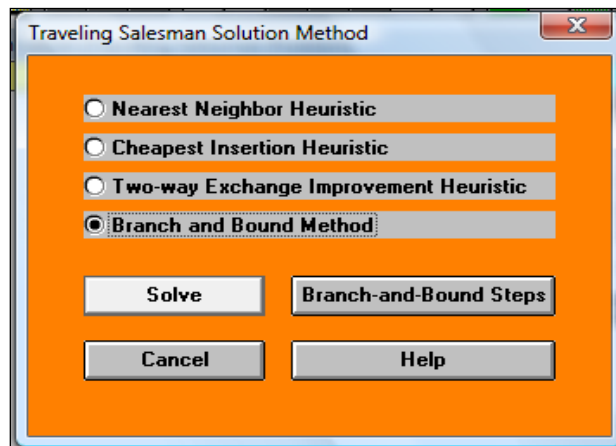 Traveling Salesman Solution Method
Nearest Neighbor Heuristic
Cheapest Insertion Heuristic
Two-way Exchange Improvement Heuristic
Branch and Bound Method
Solve
Branch-and-Bound Steps
Cancel
Help